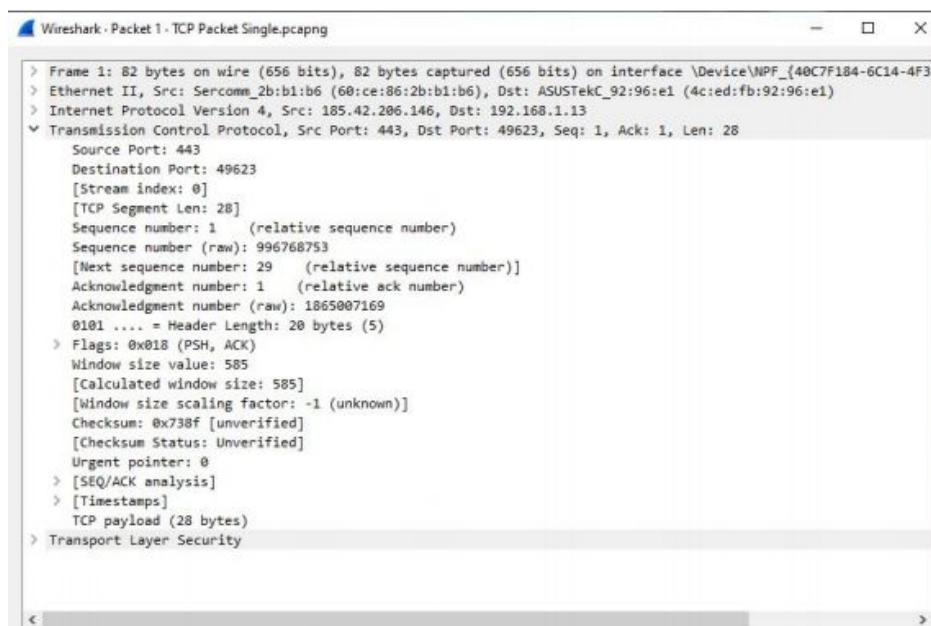 Wireshark · Packet 1 · TCP Packet Single.pcapng
Frame 1: 82 bytes on wire (656 bits), 82 bytes captured (656 bits) on interface \Device\NPF_{40C7F184-6C14-4F3
Ethernet II, Src: Sercomm_2b:b1:b6 (60:ce:86:2b:b1:b6), Dst: ASUSTekC_92:96:e1 (4c:ed:fb:92:96:e1)
Internet Protocol Version 4, Src: 185.42.206.146, Dst: 192.168.1.13
Transmission Control Protocol, Src Port: 443, Dst Port: 49623, Seq: 1, Ack: 1, Len: 28
Source Port: 443
Destination Port: 49623
[Stream index: 0]
[TCP Segment Len: 28]
Sequence number: 1    (relative sequence number)
Sequence number (raw): 996768753
[Next sequence number: 29    (relative sequence number)]
Acknowledgment number: 1    (relative ack number)
Acknowledgment number (raw): 1865007169
0101 .... = Header Length: 20 bytes (5)
Flags: 0x018 (PSH, ACK)
Window size value: 585
[Calculated window size: 585]
[Window size scaling factor: -1 (unknown)]
Checksum: 0x738f [unverified]
[Checksum Status: Unverified]
Urgent pointer: 0
[SEQ/ACK analysis]
[Timestamps]
TCP payload (28 bytes)
Transport Layer Security